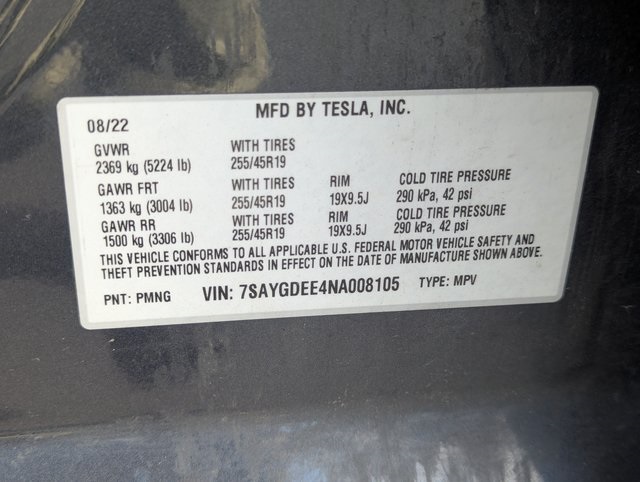 MFD BY TESLA, INC.
08/22
GVWR WITH TIRES
2369 kg (5224 lb) 255/45R19
GAWR FRT WITH TIRES RIM COLD TIRE PRESSURE
1363 kg (3004 lb) 255/45R19 19X9.5J 290 kPa, 42 psi
GAWR RR WITH TIRES RIM COLD TIRE PRESSURE
1500 kg (3306 lb) 255/45R19 19X9.5J 290 kPa, 42 psi
THIS VEHICLE CONFORMS TO ALL APPLICABLE U.S. FEDERAL MOTOR VEHICLE SAFETY AND
THEFT PREVENTION STANDARDS IN EFFECT ON THE DATE OF MANUFACTURE SHOWN ABOVE.
PNT: PMNG VIN: 7SAYGDEE4NA008105 TYPE: MPV